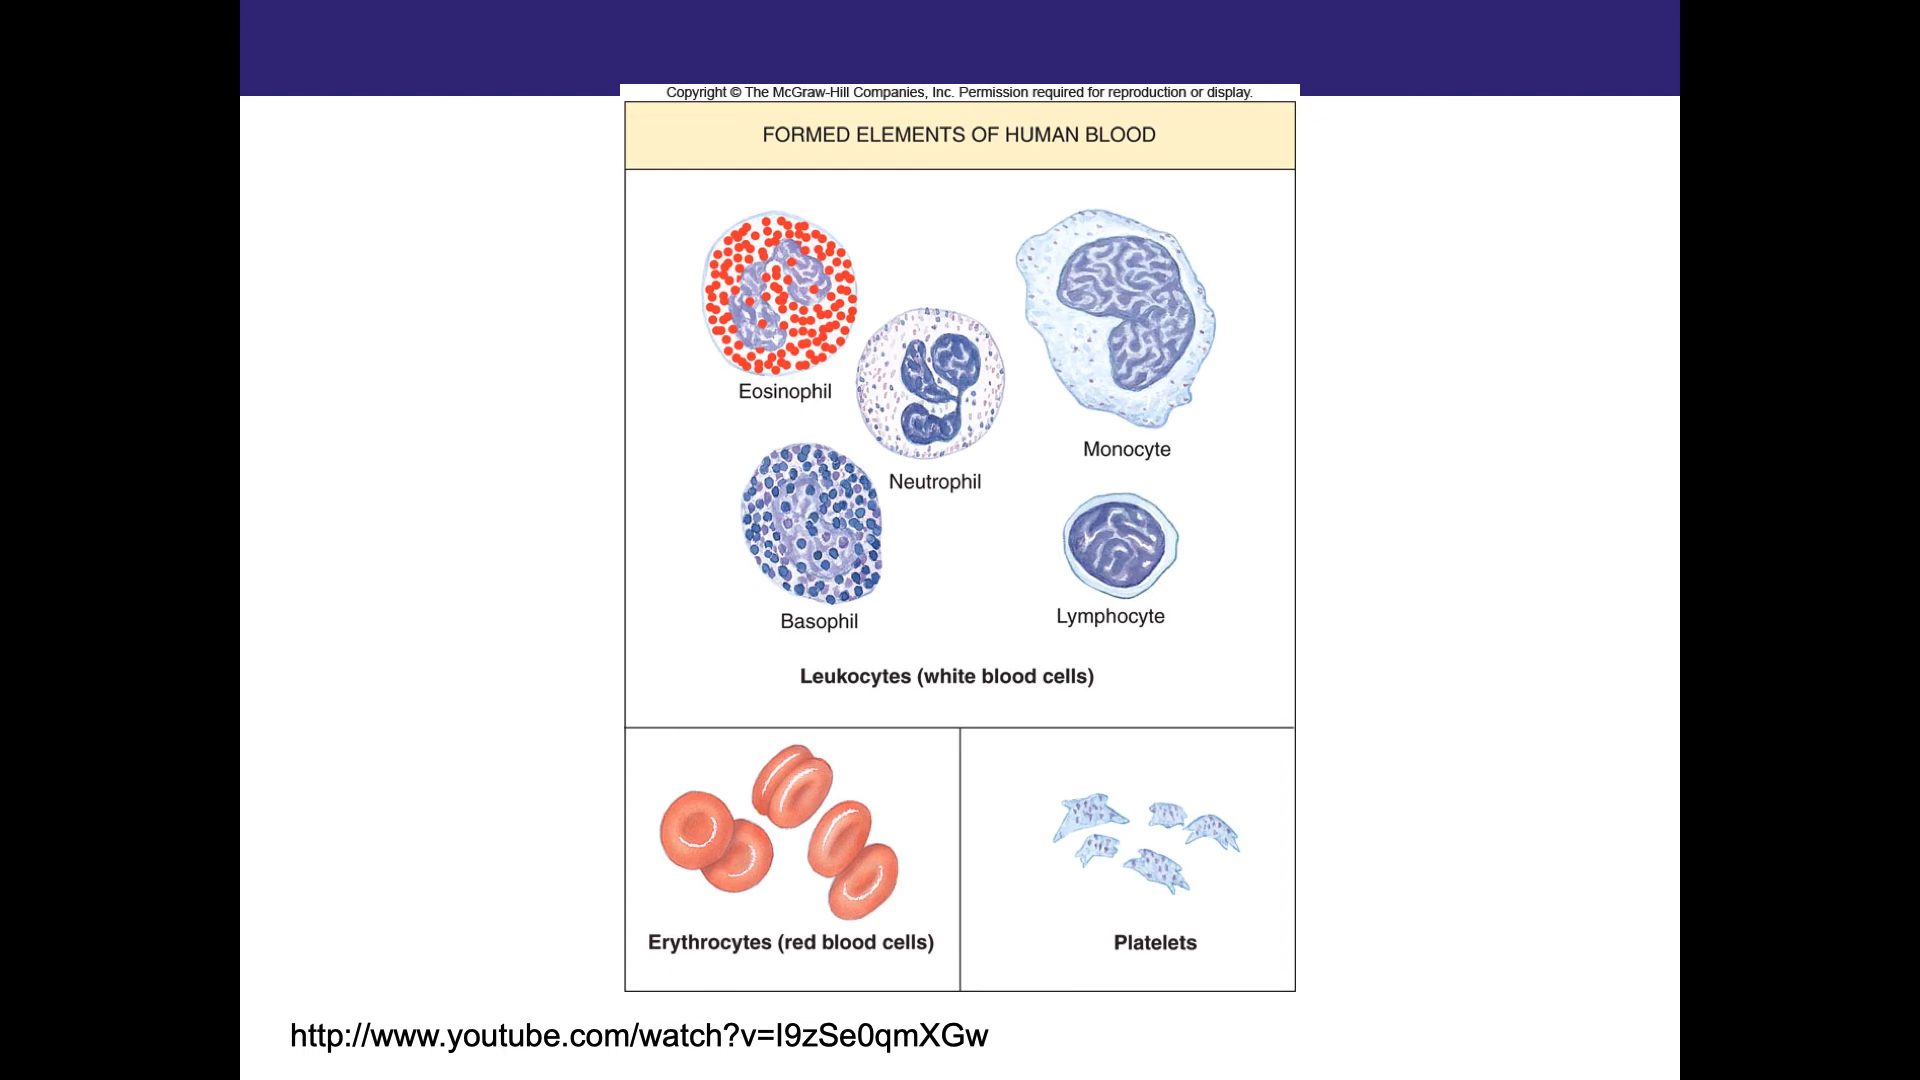 Copyright © The McGraw-Hill Companies, Inc. Permission required for reproduction or display.
FORMED ELEMENTS OF HUMAN BLOOD
Eosinophil
Neutrophil
Monocyte
Basophil
Lymphocyte
Leukocytes (white blood cells)
Erythrocytes (red blood cells)
Platelets
http://www.youtube.com/watch?v=I9zSe0qmXGw